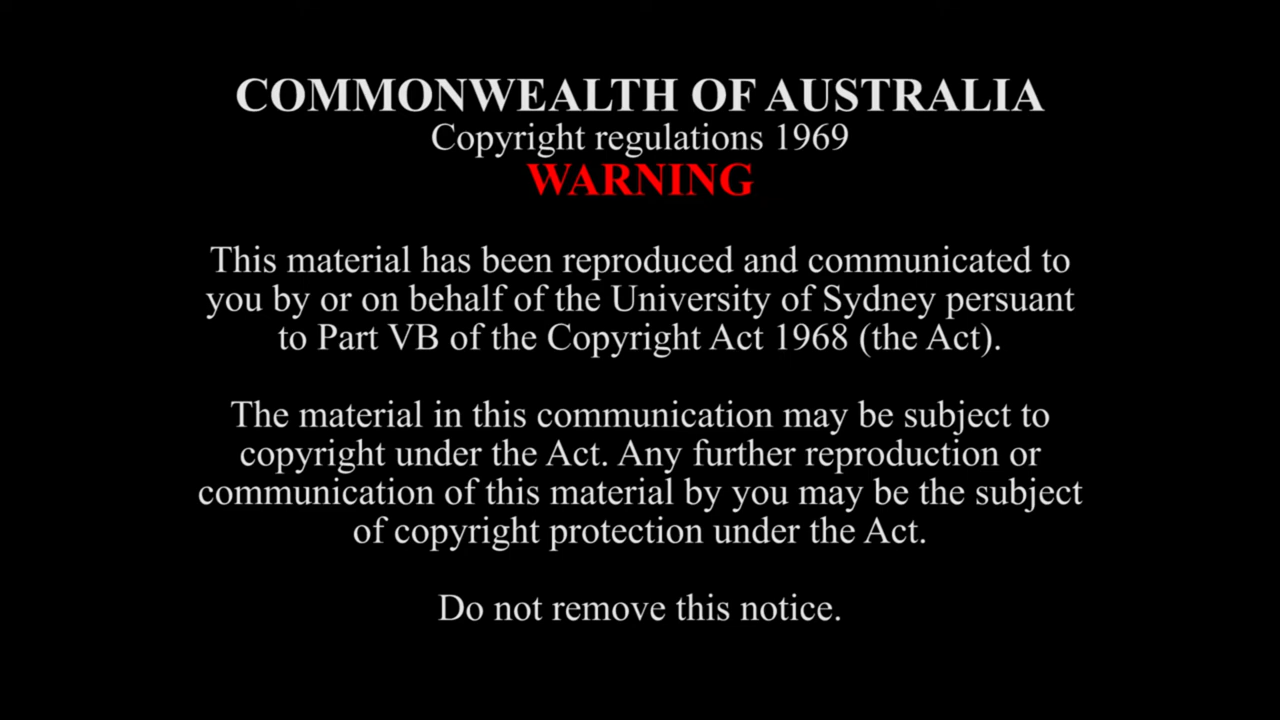 COMMONWEALTH OF AUSTRALIA
Copyright regulations 1969
WARNING
This material has been reproduced and communicated to
you by or on behalf of the University of Sydney persuant
to Part VB of the Copyright Act 1968 (the Act).
The material in this communication may be subject to
copyright under the Act. Any further reproduction or
communication of this material by you may be the subject
of copyright protection under the Act.
Do not remove this notice.